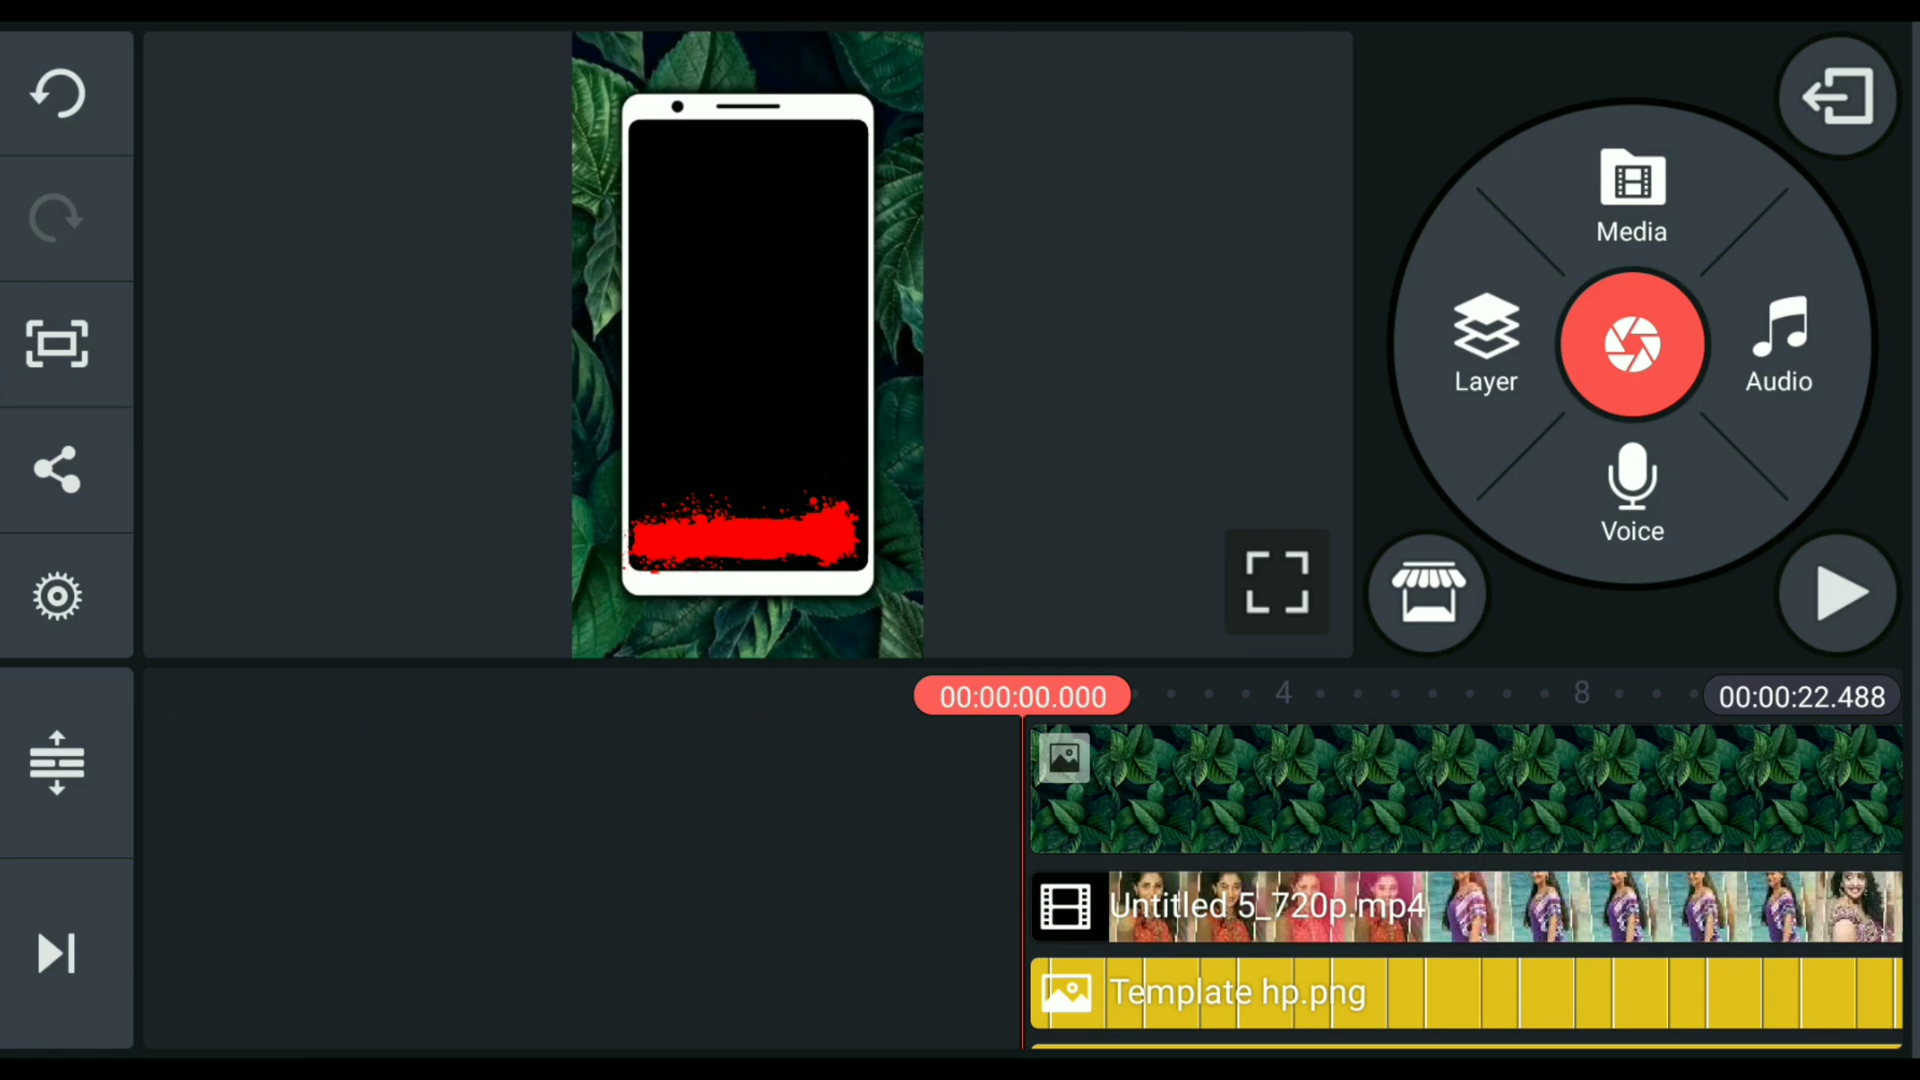 Media
Layer
Audio
Voice
00:00:00.000
4
8
00:00:22.488
Untitled 5_720p.mp4
Template hp.png